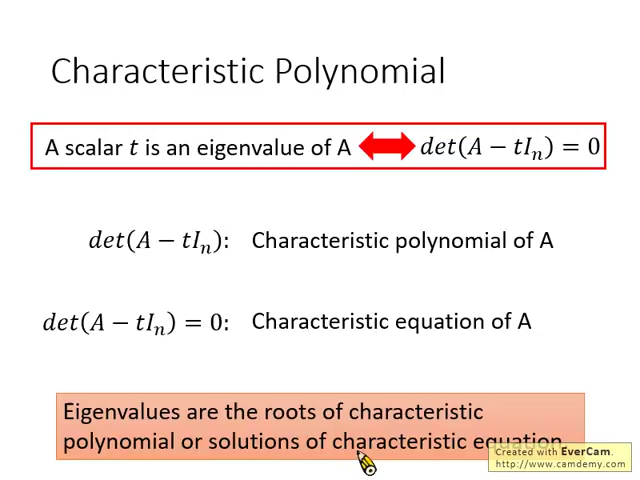 Characteristic Polynomial
A scalar 𝑡 is an eigenvalue of A
𝑑𝑒𝑡(𝐴 − 𝑡𝐼ₙ) = 0
𝑑𝑒𝑡(𝐴 − 𝑡𝐼ₙ): Characteristic polynomial of A
𝑑𝑒𝑡(𝐴 − 𝑡𝐼ₙ) = 0: Characteristic equation of A
Eigenvalues are the roots of characteristic
polynomial or solutions of characteristic equation.
Created with EverCam.
http://www.camdemy.com